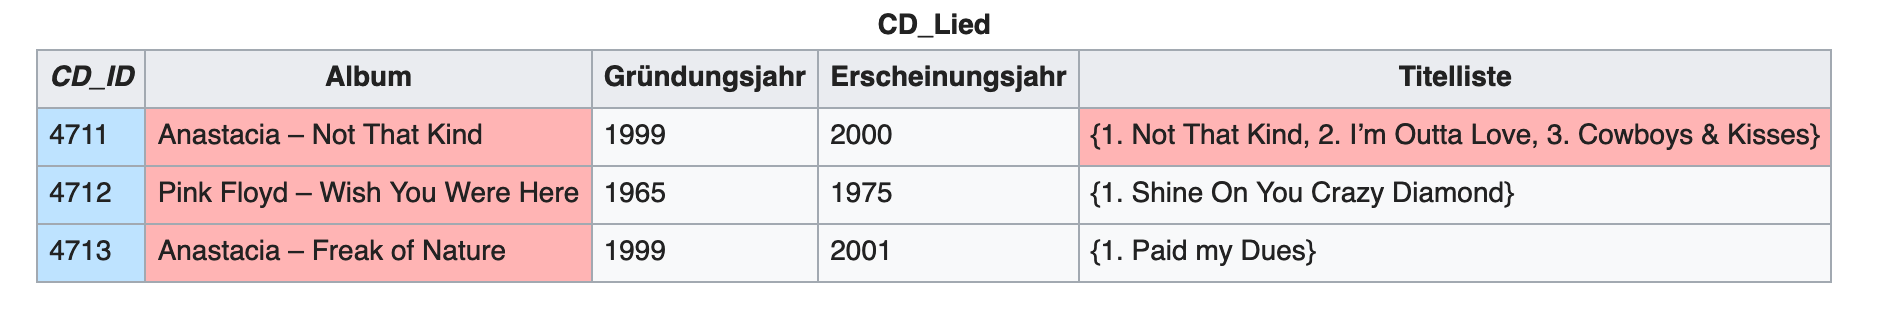 CD_Lied
CD_ID Album Gründungsjahr Erscheinungsjahr Titelliste
4711 Anastacia – Not That Kind 1999 2000 {1. Not That Kind, 2. I’m Outta Love, 3. Cowboys & Kisses}
4712 Pink Floyd – Wish You Were Here 1965 1975 {1. Shine On You Crazy Diamond}
4713 Anastacia – Freak of Nature 1999 2001 {1. Paid my Dues}